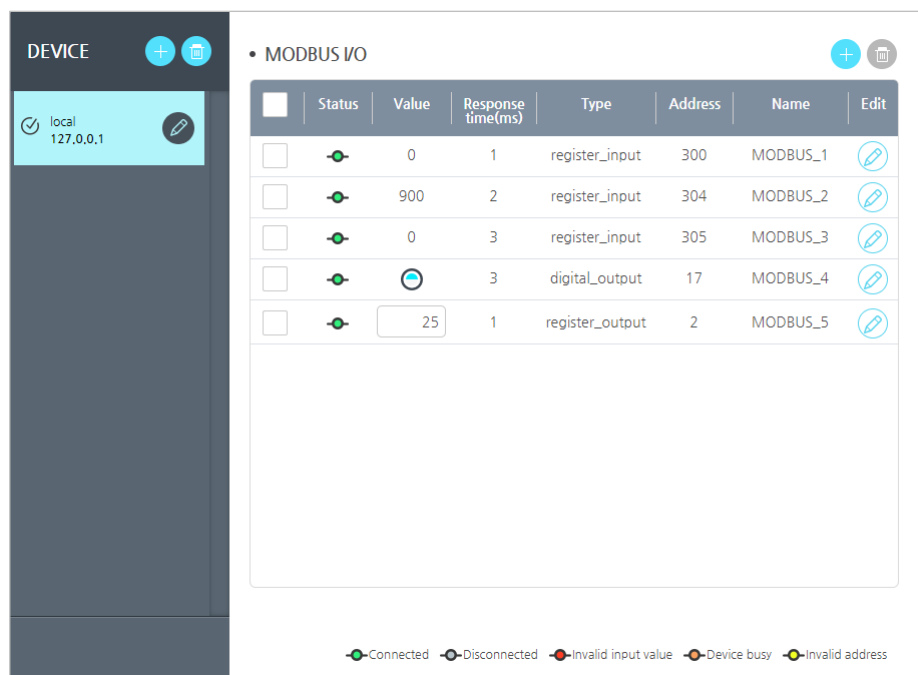 DEVICE
local
127,0,0,1
• MODBUS I/O
Status Value Response time(ms) Type Address Name Edit
0 1 register_input 300 MODBUS_1
900 2 register_input 304 MODBUS_2
0 3 register_input 305 MODBUS_3
3 digital_output 17 MODBUS_4
25 1 register_output 2 MODBUS_5
Connected Disconnected Invalid input value Device busy Invalid address